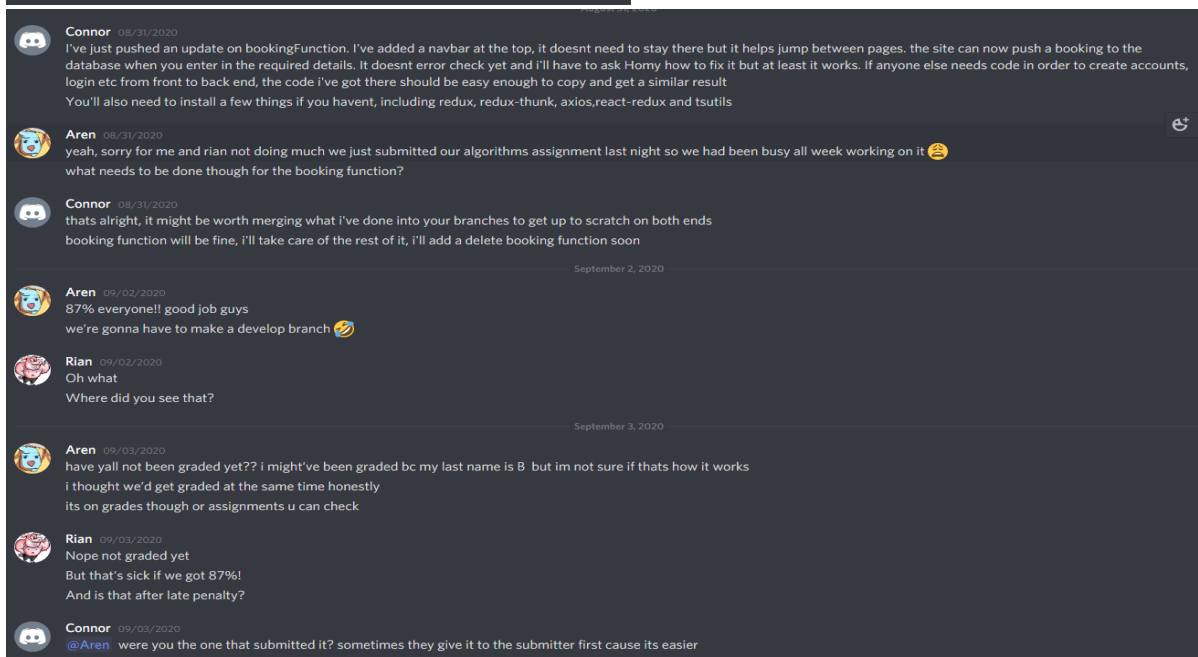 August 31, 2020
Connor 08/31/2020
I've just pushed an update on bookingFunction. I've added a navbar at the top, it doesnt need to stay there but it helps jump between pages. the site can now push a booking to the
database when you enter in the required details. It doesnt error check yet and i'll have to ask Homy how to fix it but at least it works. If anyone else needs code in order to create accounts,
login etc from front to back end, the code i've got there should be easy enough to copy and get a similar result
You'll also need to install a few things if you havent, including redux, redux-thunk, axios,react-redux and tsutils
Aren 08/31/2020
yeah, sorry for me and rian not doing much we just submitted our algorithms assignment last night so we had been busy all week working on it 😩
what needs to be done though for the booking function?
Connor 08/31/2020
thats alright, it might be worth merging what i've done into your branches to get up to scratch on both ends
booking function will be fine, i'll take care of the rest of it, i'll add a delete booking function soon
September 2, 2020
Aren 09/02/2020
87% everyone!! good job guys
we're gonna have to make a develop branch 🤣
Rian 09/02/2020
Oh what
Where did you see that?
September 3, 2020
Aren 09/03/2020
have yall not been graded yet?? i might've been graded bc my last name is B but im not sure if thats how it works
i thought we'd get graded at the same time honestly
its on grades though or assignments u can check
Rian 09/03/2020
Nope not graded yet
But that's sick if we got 87%!
And is that after late penalty?
Connor 09/03/2020
@Aren were you the one that submitted it? sometimes they give it to the submitter first cause its easier